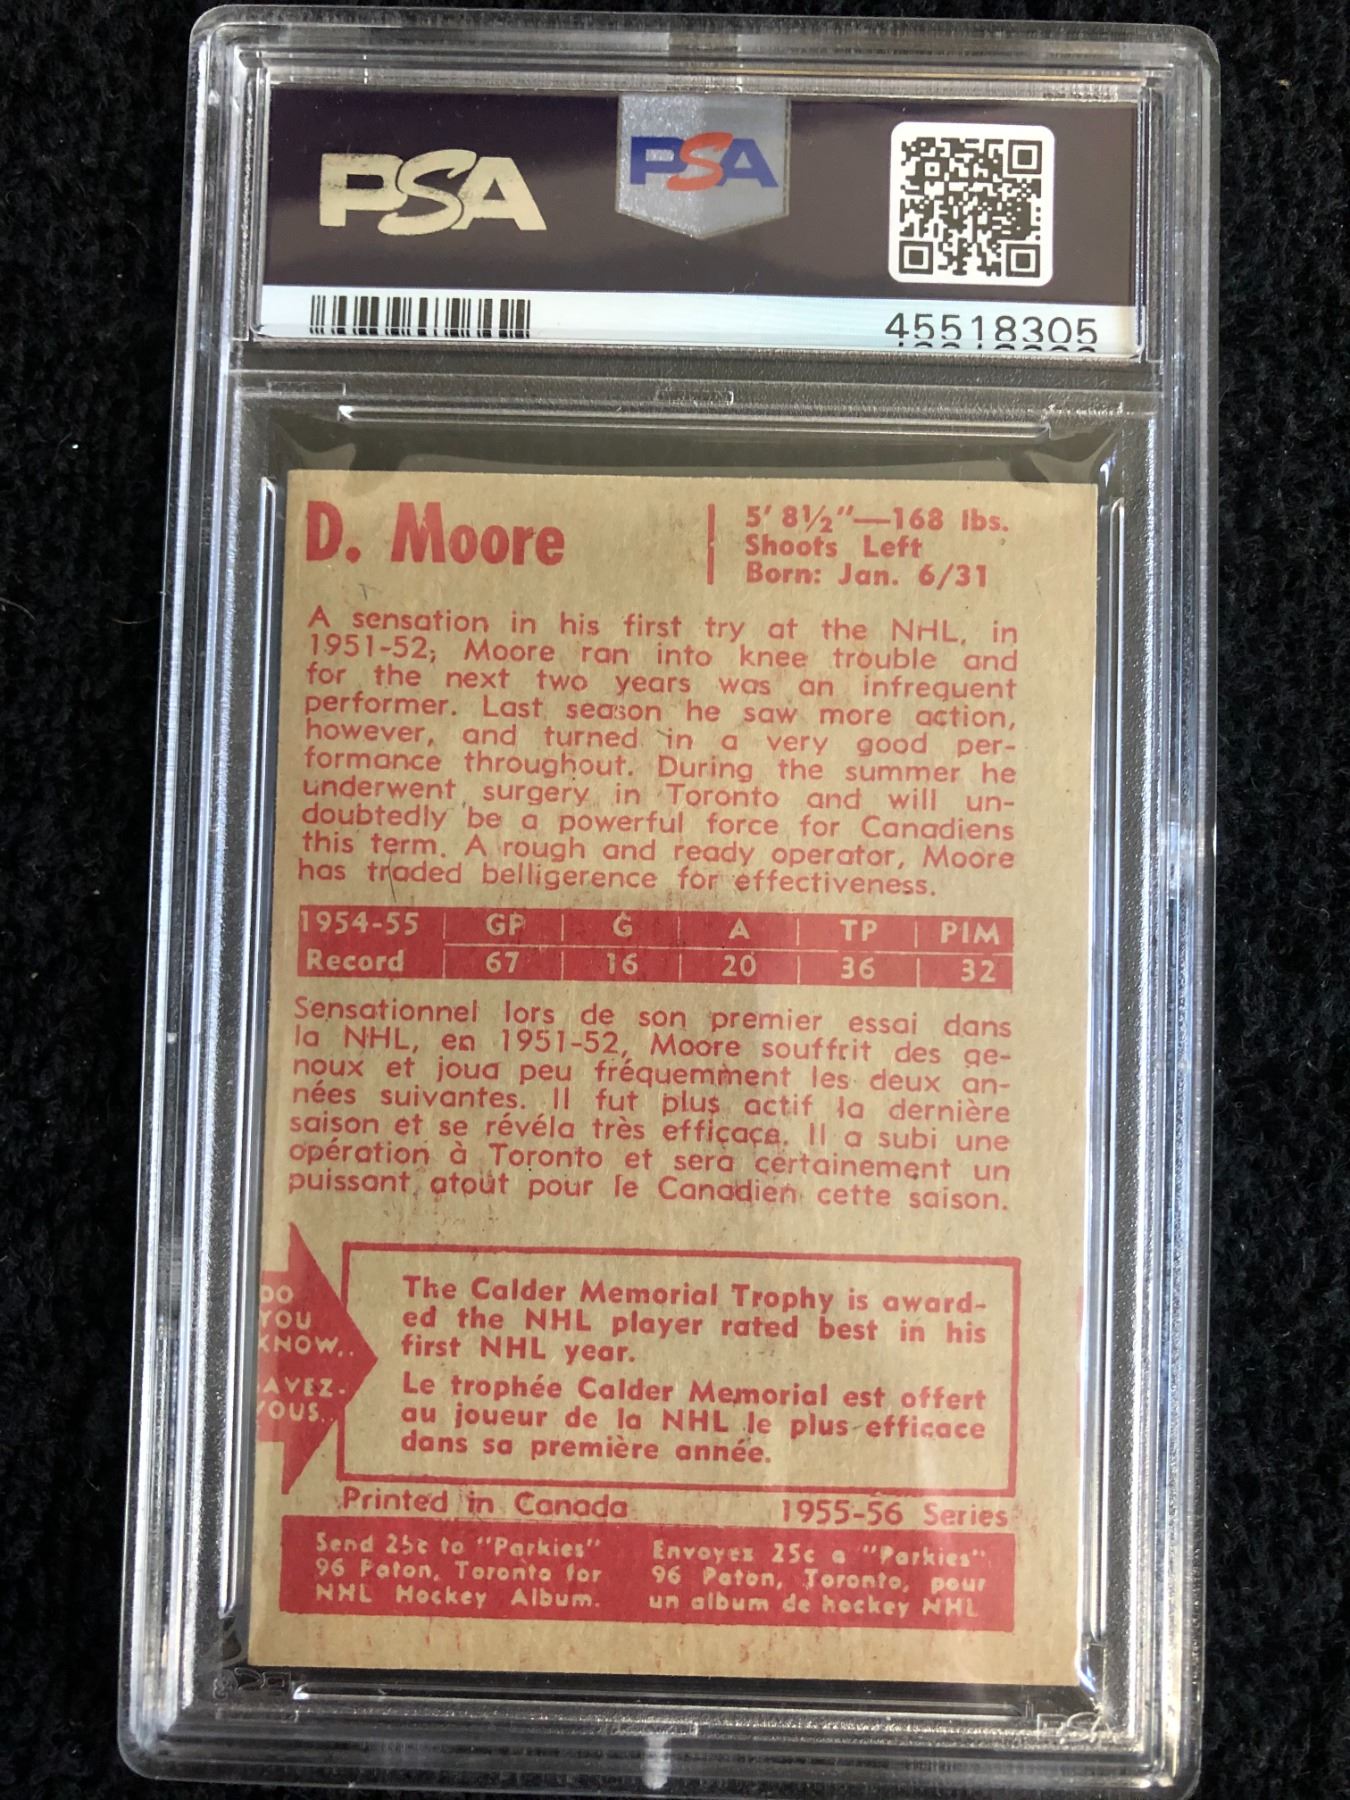 PSA
PSA
45518305
D. Moore
5' 8½"—168 lbs.
Shoots Left
Born: Jan. 6/31
A sensation in his first try at the NHL, in
1951-52; Moore ran into knee trouble and
for the next two years was an infrequent
performer. Last season he saw more action,
however, and turned in a very good per-
formance throughout. During the summer he
underwent surgery in Toronto and will un-
doubtedly be a powerful force for Canadiens
this term. A rough and ready operator, Moore
has traded belligerence for effectiveness.
1954-55 GP G A TP PIM
Record 67 16 20 36 32
Sensationnel lors de son premier essai dans
la NHL, en 1951-52, Moore souffrit des ge-
noux et joua peu fréquemment les deux an-
nées suivantes. Il fut plus actif la dernière
saison et se révéla très efficace. Il a subi une
opération à Toronto et sera certainement un
puissant atout pour le Canadien cette saison.
DO
YOU
KNOW..
AVEZ-
VOUS.
The Calder Memorial Trophy is award-
ed the NHL player rated best in his
first NHL year.
Le trophée Calder Memorial est offert
au joueur de la NHL le plus efficace
dans sa première année.
Printed in Canada 1955-56 Series
Send 25c to "Parkies"
96 Paton, Toronto for
NHL Hockey Album.
Envoyez 25c a "Parkies"
96 Paton, Toronto, pour
un album de hockey NHL
PSA